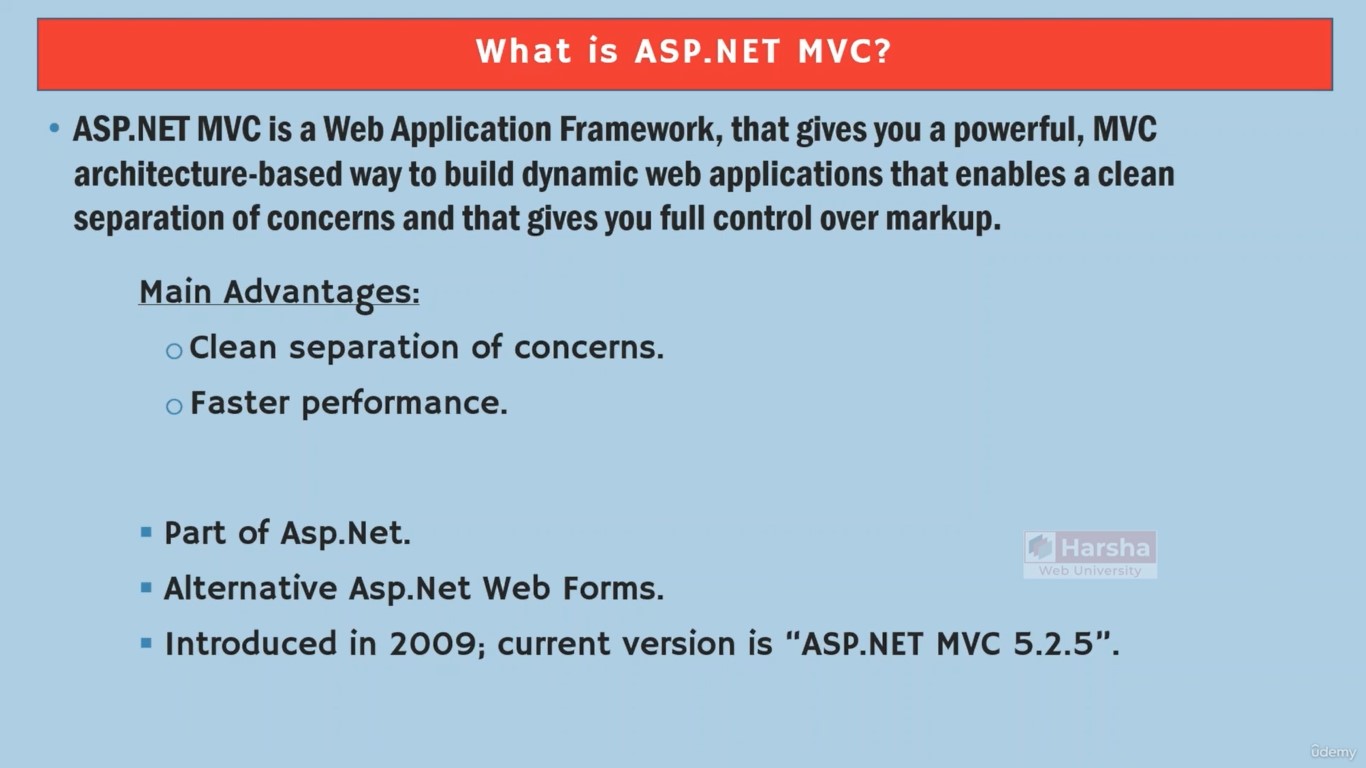 What is ASP.NET MVC?
• ASP.NET MVC is a Web Application Framework, that gives you a powerful, MVC
architecture-based way to build dynamic web applications that enables a clean
separation of concerns and that gives you full control over markup.
Main Advantages:
○ Clean separation of concerns.
○ Faster performance.
▪ Part of Asp.Net.
▪ Alternative Asp.Net Web Forms.
▪ Introduced in 2009; current version is “ASP.NET MVC 5.2.5”.
Harsha
Web University
ûdemy